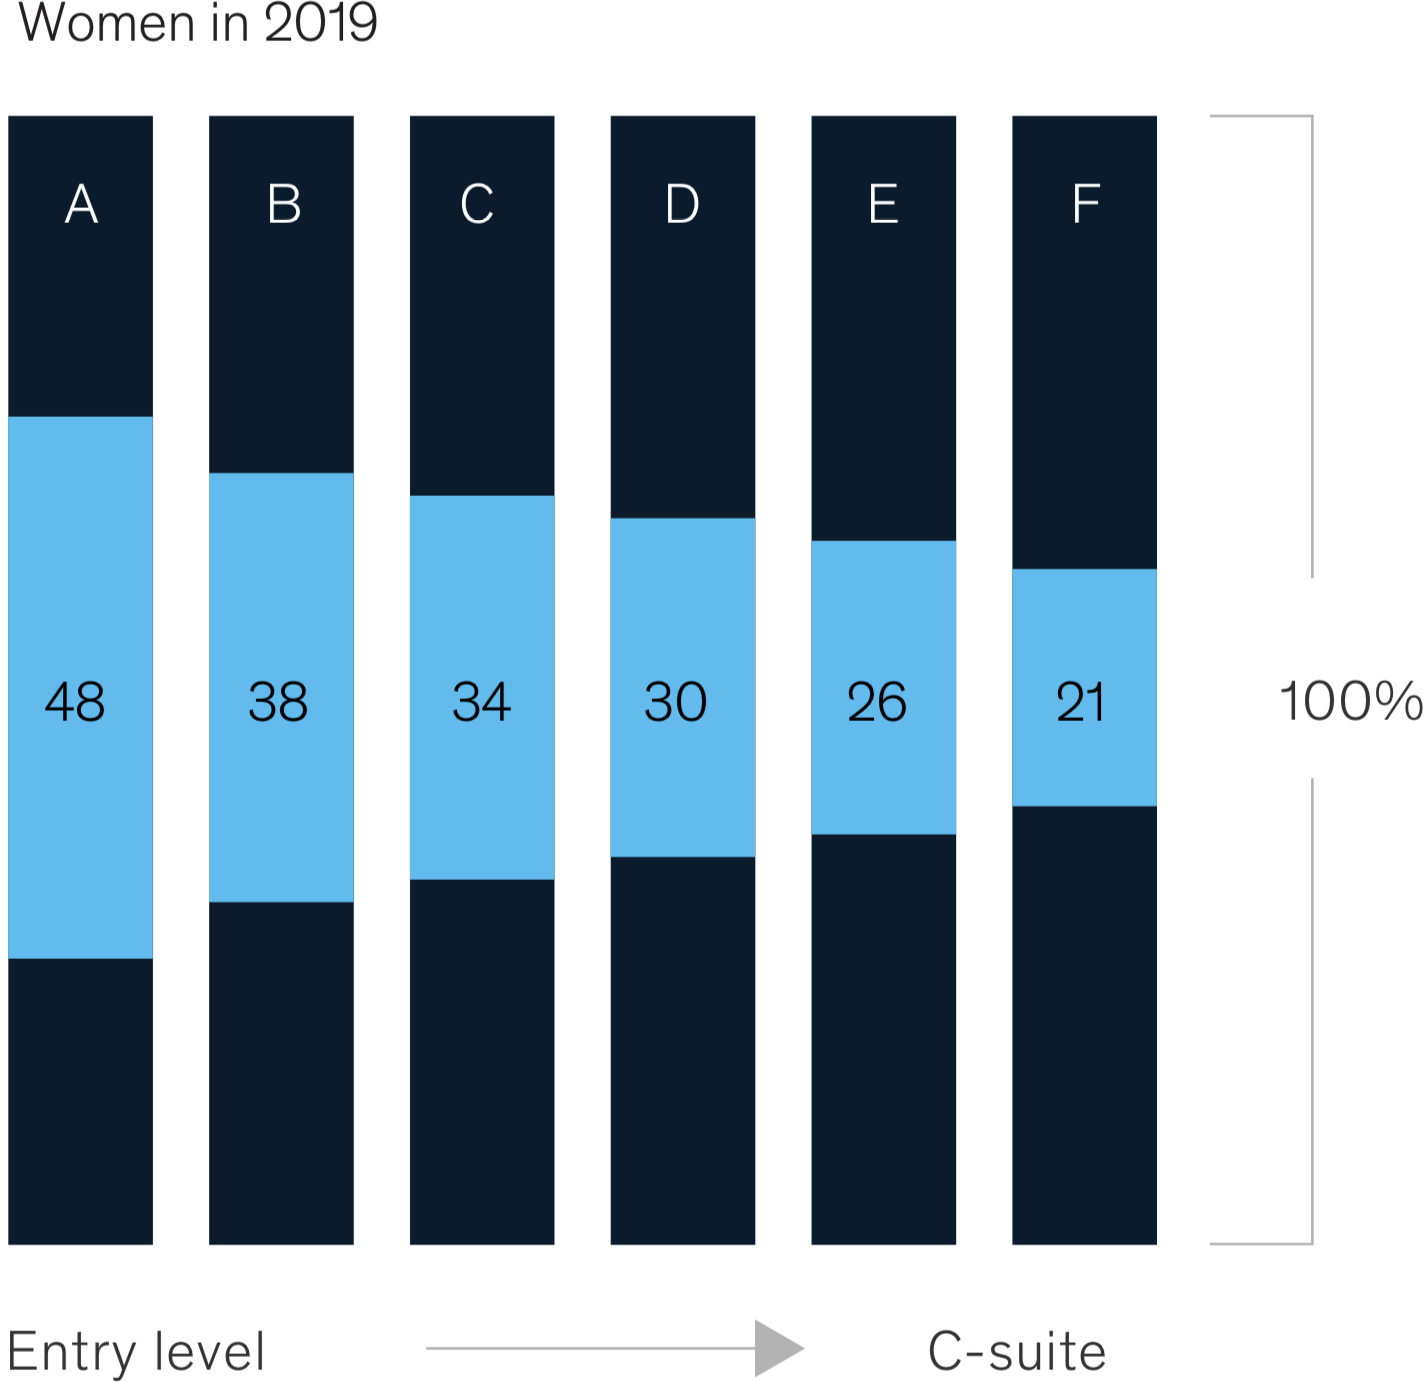 Women in 2019
A B C D E F
48 38 34 30 26 21 100%
Entry level C-suite